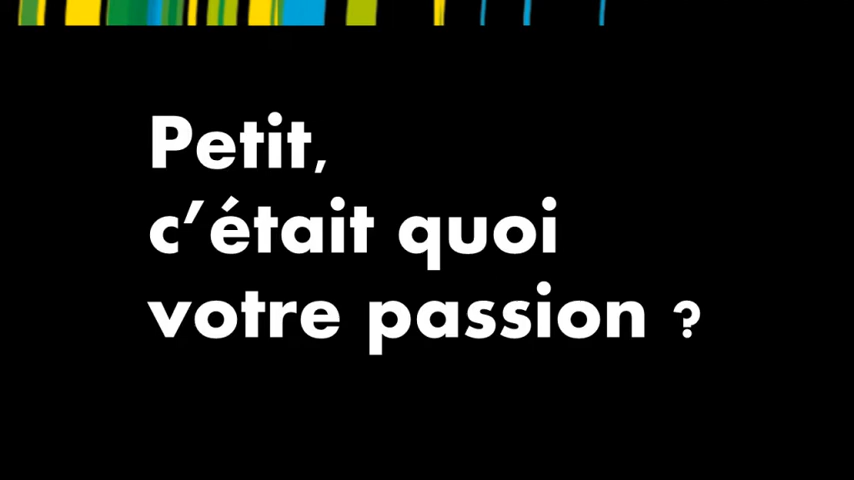 Petit,
c’était quoi
votre passion ?